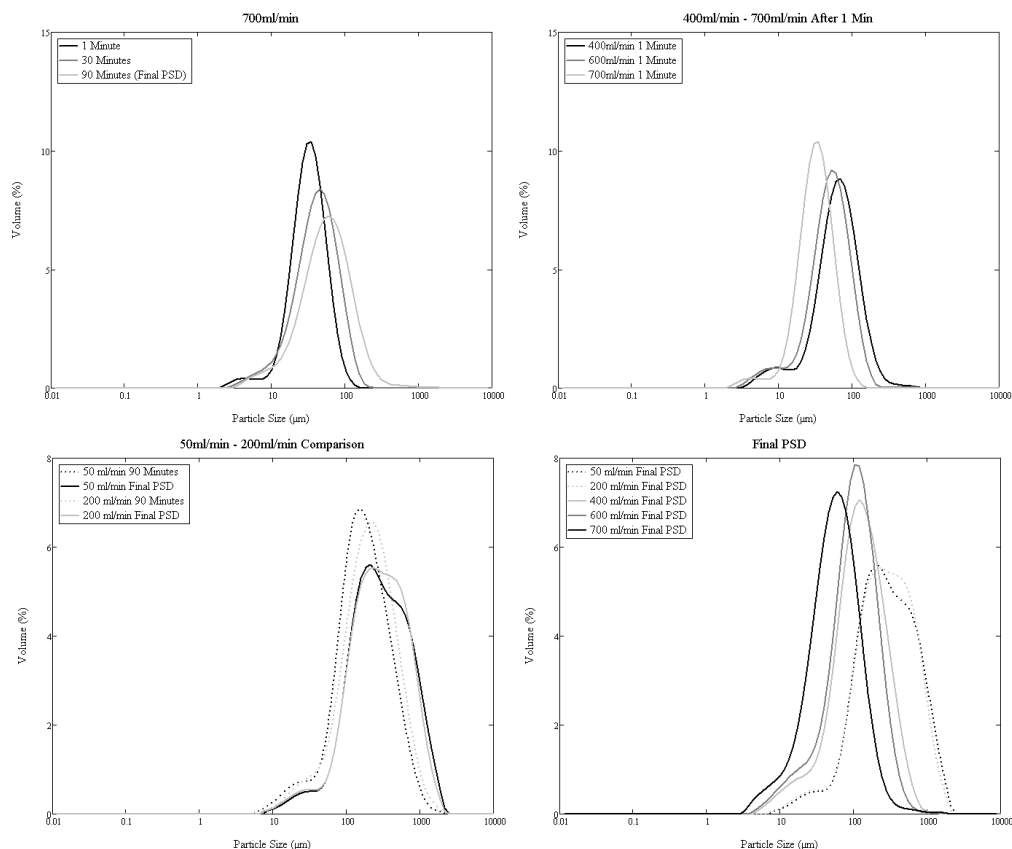 700ml/min
15
10
5
0
0.01 0.1 1 10 100 1000 10000
Volume (%)
Particle Size (µm)
1 Minute
30 Minutes
90 Minutes (Final PSD)
400ml/min - 700ml/min After 1 Min
15
10
5
0
0.01 0.1 1 10 100 1000 10000
Volume (%)
Particle Size (µm)
400ml/min 1 Minute
600ml/min 1 Minute
700ml/min 1 Minute
50ml/min - 200ml/min Comparison
8
6
4
2
0
0.01 0.1 1 10 100 1000 10000
Volume (%)
Particle Size (µm)
50 ml/min 90 Minutes
50 ml/min Final PSD
200 ml/min 90 Minutes
200 ml/min Final PSD
Final PSD
8
6
4
2
0
0.01 0.1 1 10 100 1000 10000
Volume (%)
Particle Size (µm)
50 ml/min Final PSD
200 ml/min Final PSD
400 ml/min Final PSD
600 ml/min Final PSD
700 ml/min Final PSD